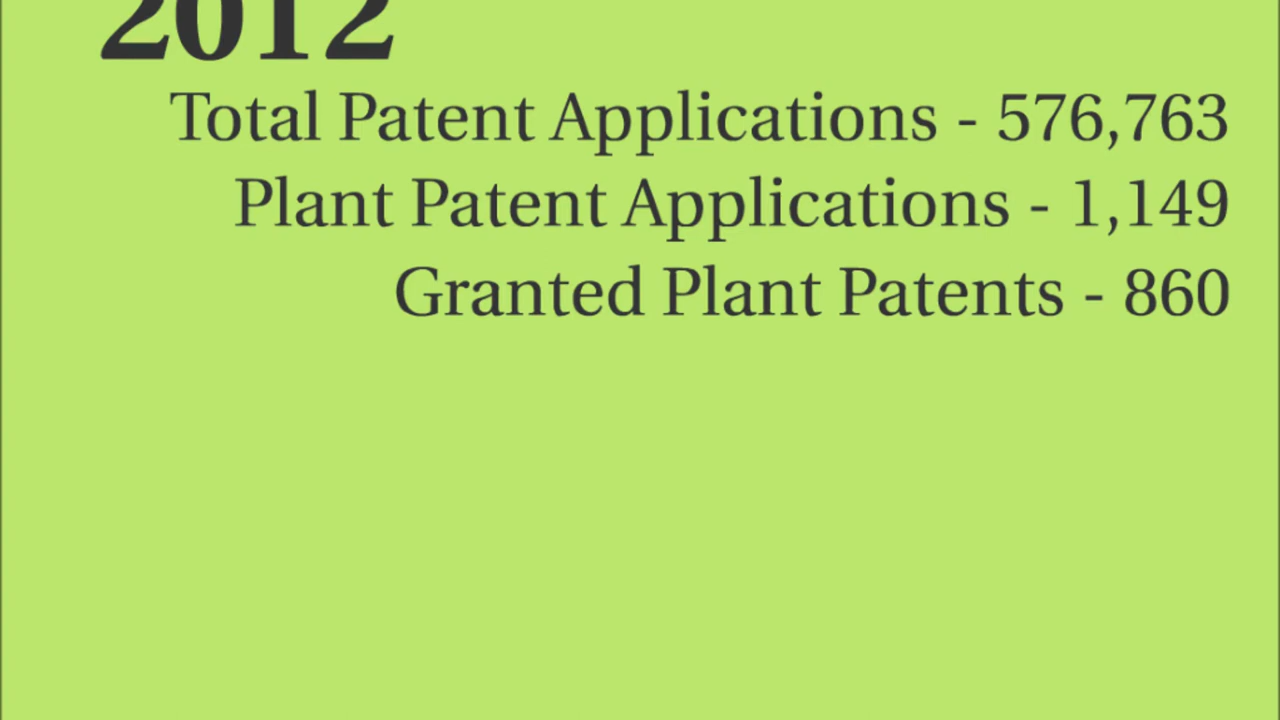 2012
Total Patent Applications - 576,763
Plant Patent Applications - 1,149
Granted Plant Patents - 860